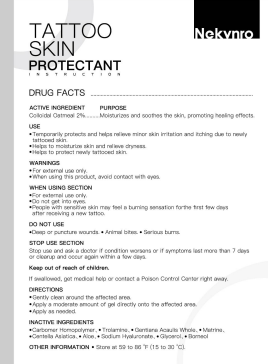 TATTOO
SKIN
PROTECTANT
INSTRUCTION
Nekynro
DRUG FACTS
ACTIVE INGREDIENT PURPOSE
Colloidal Oatmeal 2%........Moisturizes and soothes the skin, promoting healing effects.
USE
•Temporarily protects and helps relieve minor skin irritation and itching due to newly
tattooed skin.
•Helps to moisturize and relieve dryness.
•Helps to protect newly tattooed skin.
WARNINGS
•For external use only.
•When using this product, avoid contact with eyes.
WHEN USING SECTION
•For external use only.
•Do not get into eyes.
•People with sensitive skin may feel a burning sensation forthe first few days
after receiving a new tattoo.
DO NOT USE
•Deep or puncture wounds. • Animal bites. • Serious burns.
STOP USE SECTION
Stop use and ask a doctor if condition worsens or if symptoms last more than 7 days
or clearup and occur again within a few days.
Keep out of reach of children.
If swallowed, get medical help or contact a Poison Control Center right away.
DIRECTIONS
•Gently clean around the affected area.
•Apply a moderate amount of gel directly onto the affected area.
•Apply as needed.
INACTIVE INGREDIENTS
•Carbomer Homopolymer, • Trolamine, • Gentiana Acaulis Whole, • Matrine,
•Centella Asiatica, • Aloe, • Sodium Hyaluronate, • Glycerol, • Borneol
OTHER INFORMATION • Store at 59 to 86 °F (15 to 30 °C).